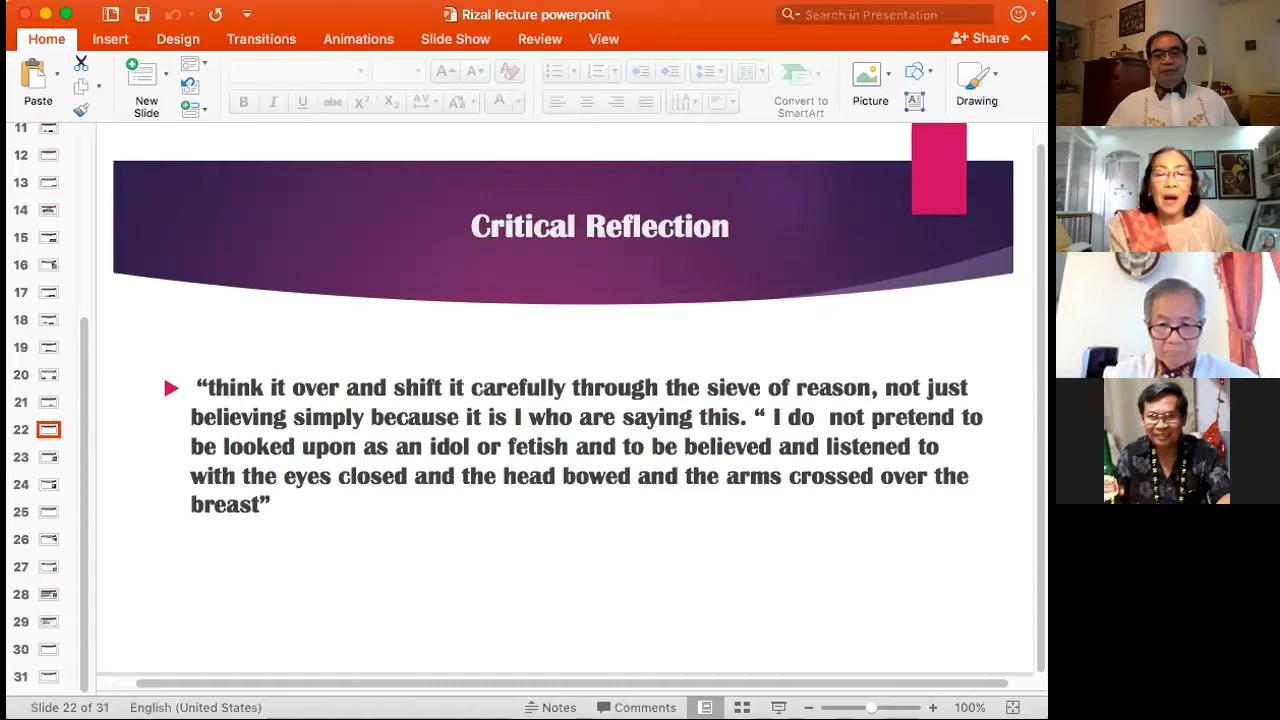 Rizal lecture powerpoint
Search in Presentation
Home Insert Design Transitions Animations Slide Show Review View
Share
Paste
New
Slide
Convert to
SmartArt
Picture
Drawing
11
12
13
14
15
16
17
18
19
20
21
22
23
24
25
26
27
28
29
30
31
Critical Reflection
“think it over and shift it carefully through the sieve of reason, not just
believing simply because it is I who are saying this. “ I do not pretend to
be looked upon as an idol or fetish and to be believed and listened to
with the eyes closed and the head bowed and the arms crossed over the
breast”
Slide 22 of 31 English (United States)
Notes Comments
100%